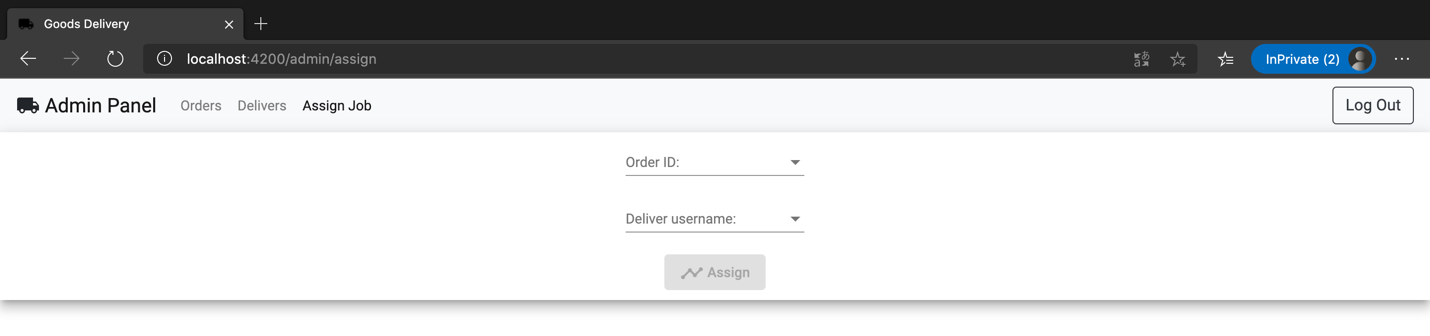 Goods Delivery
localhost:4200/admin/assign
InPrivate (2)
Admin Panel Orders Delivers Assign Job Log Out
Order ID:
Deliver username:
Assign